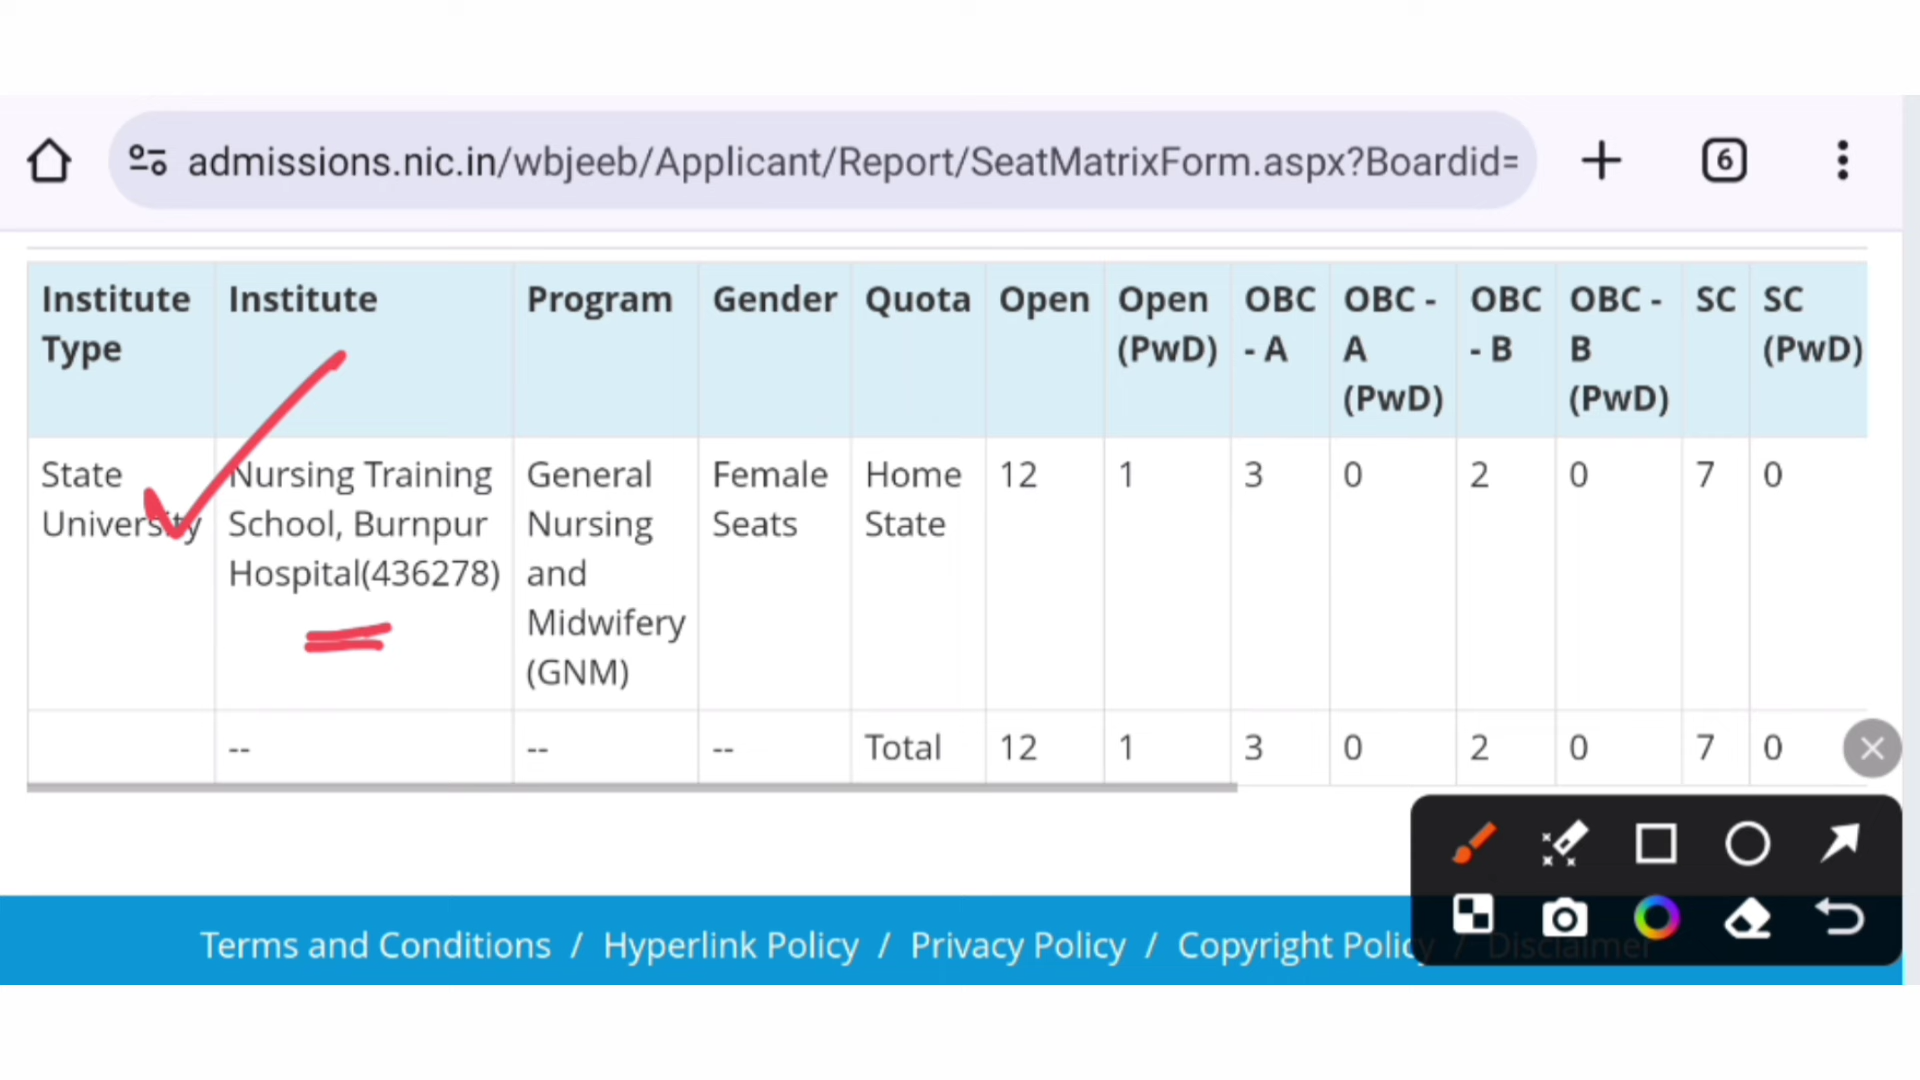 admissions.nic.in/wbjeeb/Applicant/Report/SeatMatrixForm.aspx?Boardid=
6
Institute Type Institute Program Gender Quota Open Open (PwD) OBC - A OBC - A (PwD) OBC - B OBC - B (PwD) SC SC (PwD)
State University Nursing Training School, Burnpur Hospital(436278) General Nursing and Midwifery (GNM) Female Seats Home State 12 1 3 0 2 0 7 0
-- -- -- Total 12 1 3 0 2 0 7 0
Terms and Conditions / Hyperlink Policy / Privacy Policy / Copyright Policy / Disclaimer